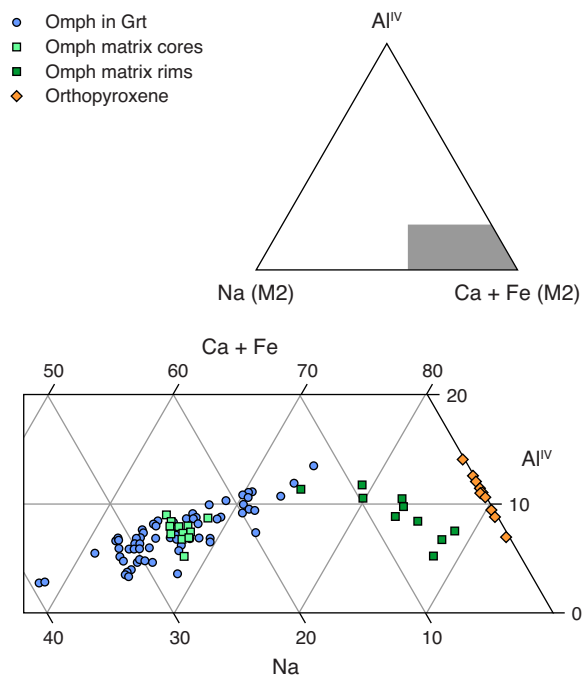 Omph in Grt
Omph matrix cores
Omph matrix rims
Orthopyroxene
Al^IV
Na (M2) Ca + Fe (M2)
Ca + Fe
50 60 70 80
20
Al^IV
10
0
40 30 20 10
Na